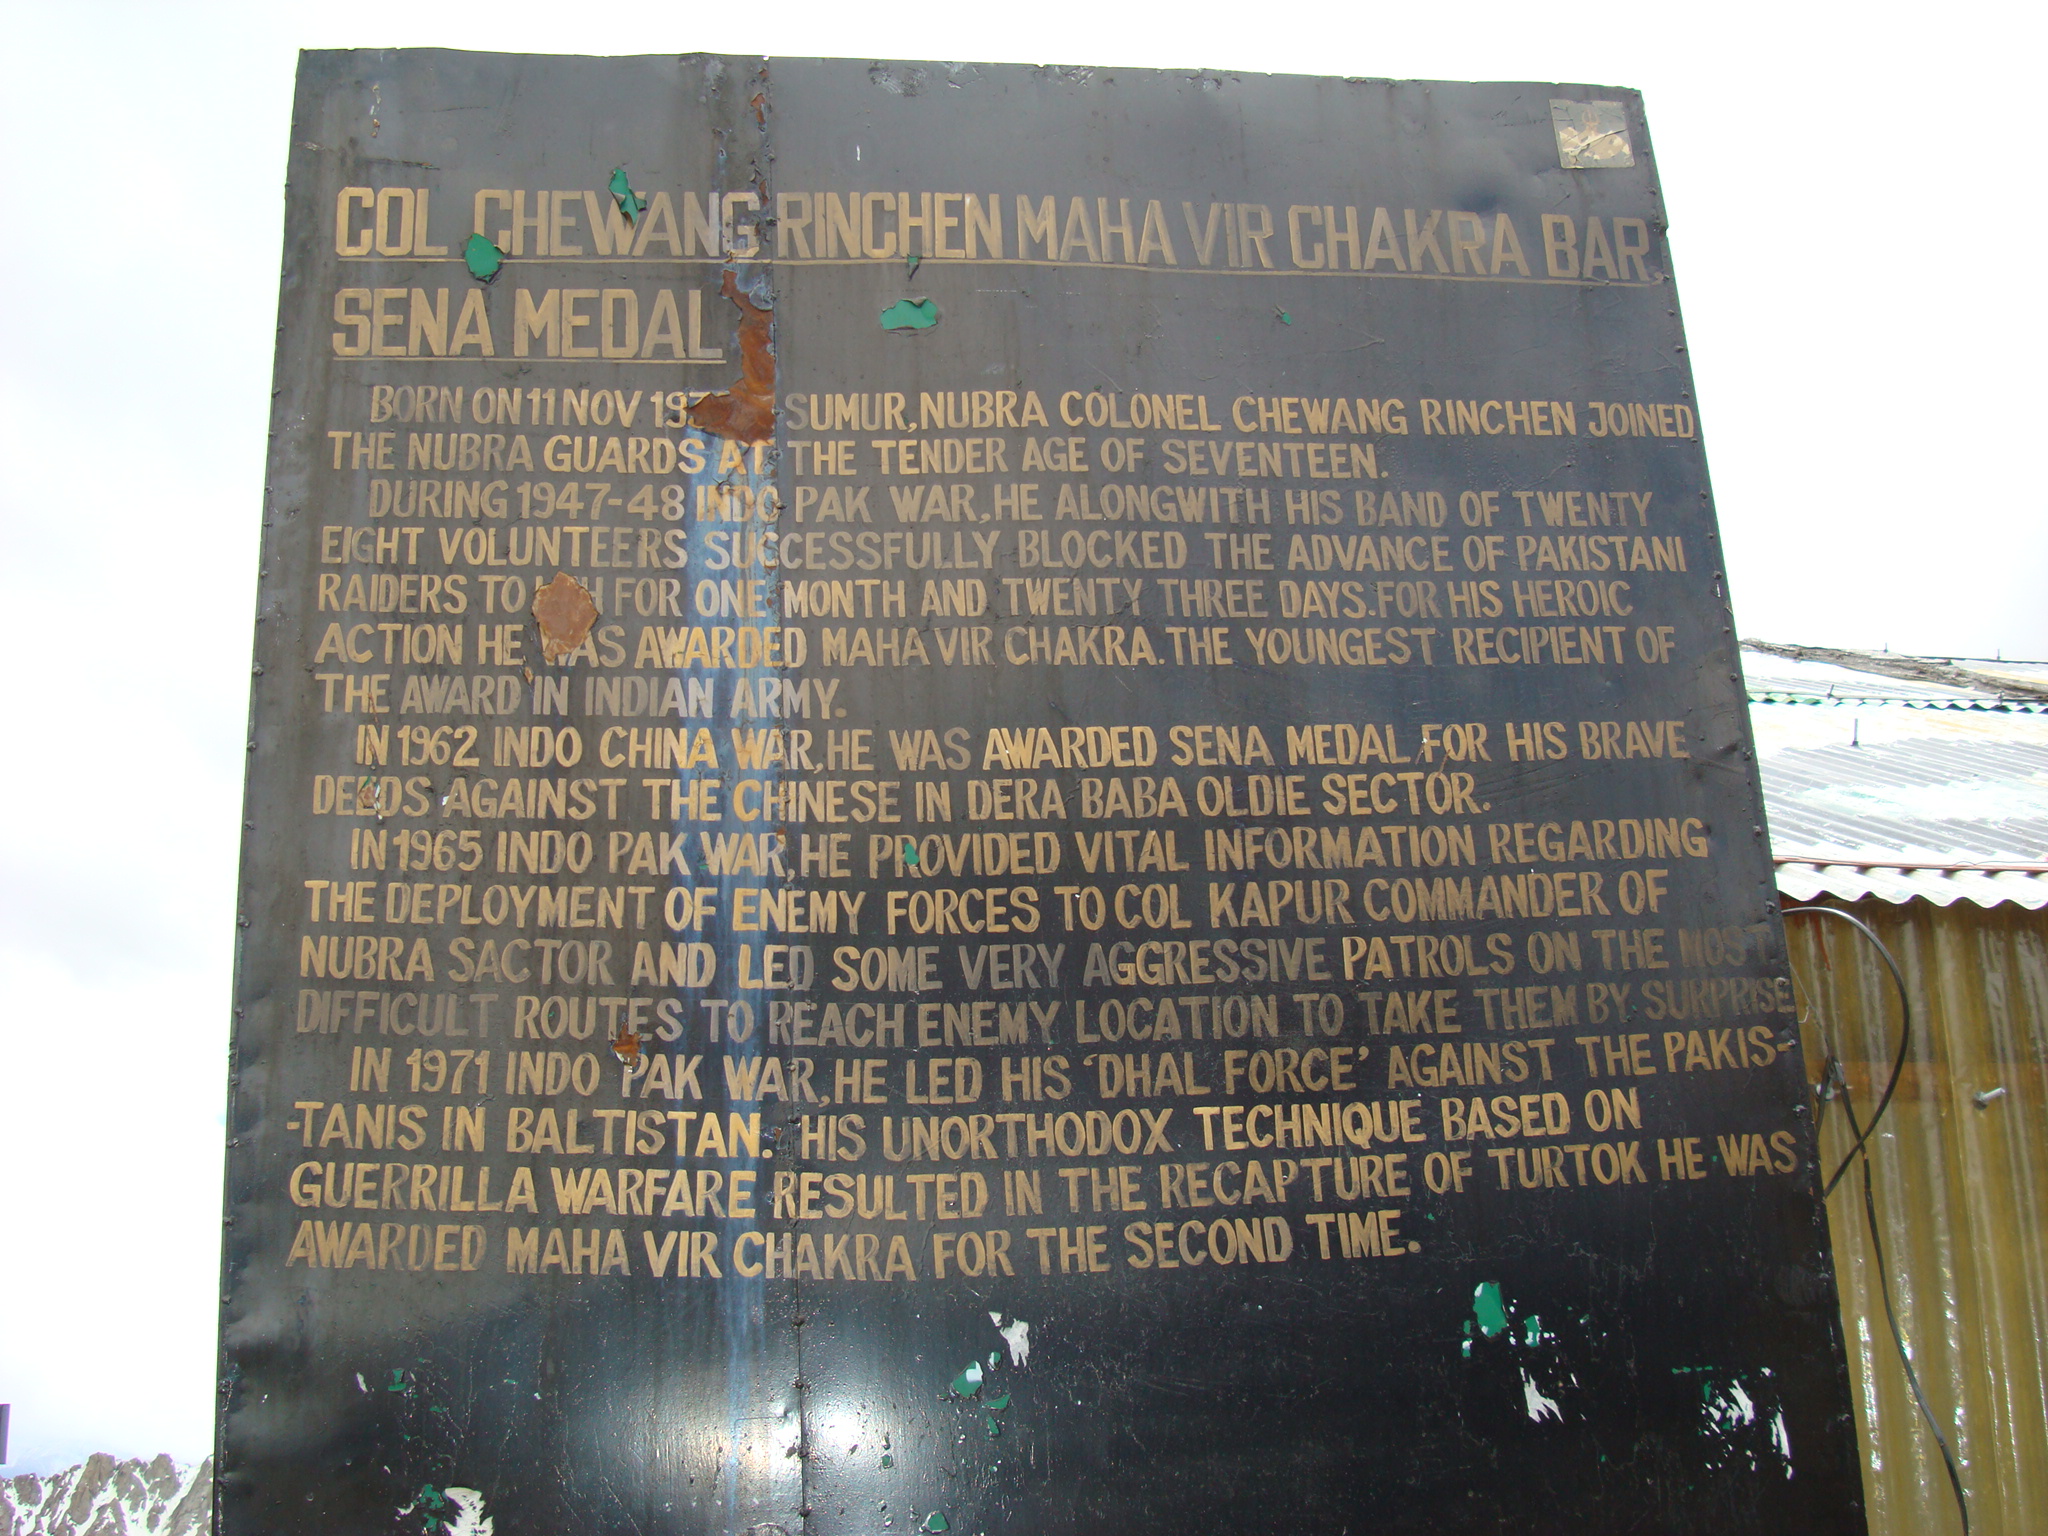 COL CHEWANG RINCHEN MAHA VIR CHAKRA BAR,
SENA MEDAL
BORN ON 11 NOV SUMUR, NUBRA COLONEL CHEWANG RINCHEN JOINED
THE NUBRA GUARDS AT THE TENDER AGE OF SEVENTEEN.
DURING 1947-48 INDO PAK WAR, HE ALONGWITH HIS BAND OF TWENTY
EIGHT VOLUNTEERS SUCCESSFULLY BLOCKED THE ADVANCE OF PAKISTANI
RAIDERS TO FOR ONE MONTH AND TWENTY THREE DAYS. FOR HIS HEROIC
ACTION HE WAS AWARDED MAHA VIR CHAKRA. THE YOUNGEST RECIPIENT OF
THE AWARD IN INDIAN ARMY.
IN 1962 INDO CHINA WAR, HE WAS AWARDED SENA MEDAL FOR HIS BRAVE
DEEDS AGAINST THE CHINESE IN DERA BABA OLDIE SECTOR.
IN 1965 INDO PAK WAR, HE PROVIDED VITAL INFORMATION REGARDING
THE DEPLOYMENT OF ENEMY FORCES TO COL KAPUR COMMANDER OF
NUBRA SACTOR AND LED SOME VERY AGGRESSIVE PATROLS ON THE MOST
DIFFICULT ROUTES TO REACH ENEMY LOCATION TO TAKE THEM BY SURPRISE
IN 1971 INDO PAK WAR, HE LED HIS 'DHAL FORCE' AGAINST THE PAKIS-
-TANIS IN BALTISTAN. HIS UNORTHODOX TECHNIQUE BASED ON
GUERRILLA WARFARE RESULTED IN THE RECAPTURE OF TURTOK HE WAS
AWARDED MAHA VIR CHAKRA FOR THE SECOND TIME.